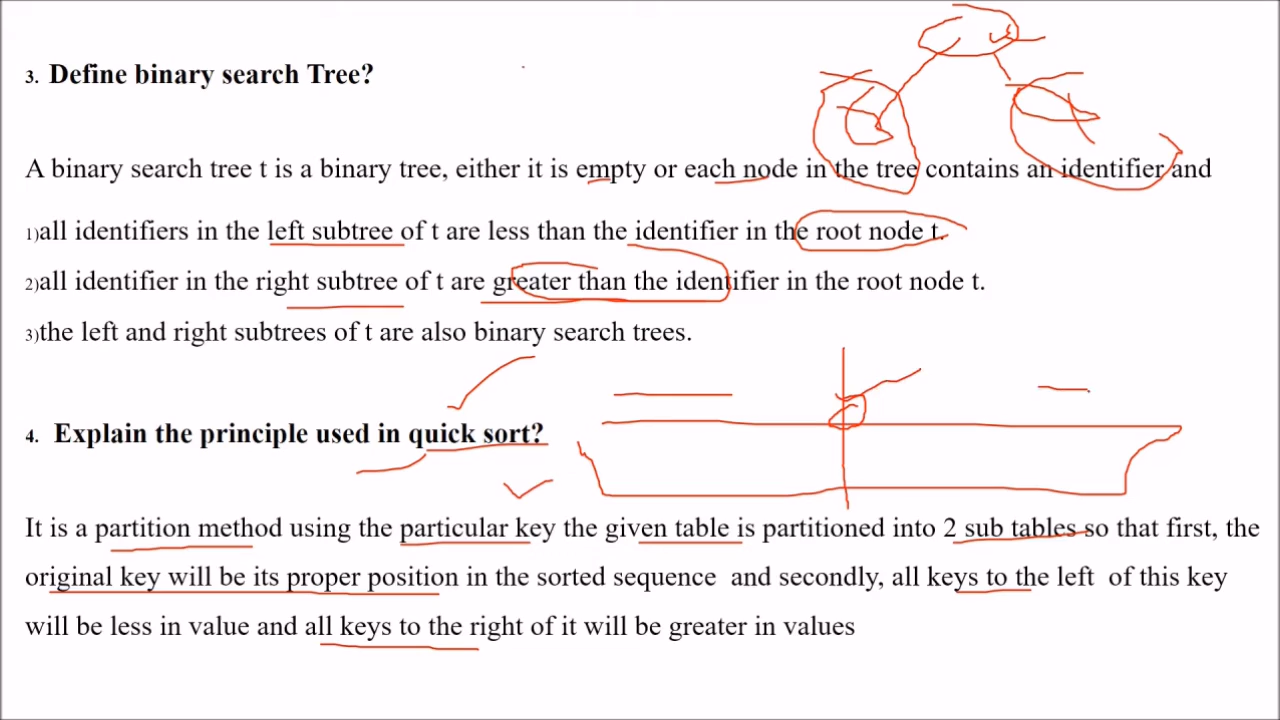 3. Define binary search Tree?
A binary search tree t is a binary tree, either it is empty or each node in the tree contains an identifier and
1)all identifiers in the left subtree of t are less than the identifier in the root node t.
2)all identifier in the right subtree of t are greater than the identifier in the root node t.
3)the left and right subtrees of t are also binary search trees.
4. Explain the principle used in quick sort?
It is a partition method using the particular key the given table is partitioned into 2 sub tables so that first, the
original key will be its proper position in the sorted sequence and secondly, all keys to the left of this key
will be less in value and all keys to the right of it will be greater in values